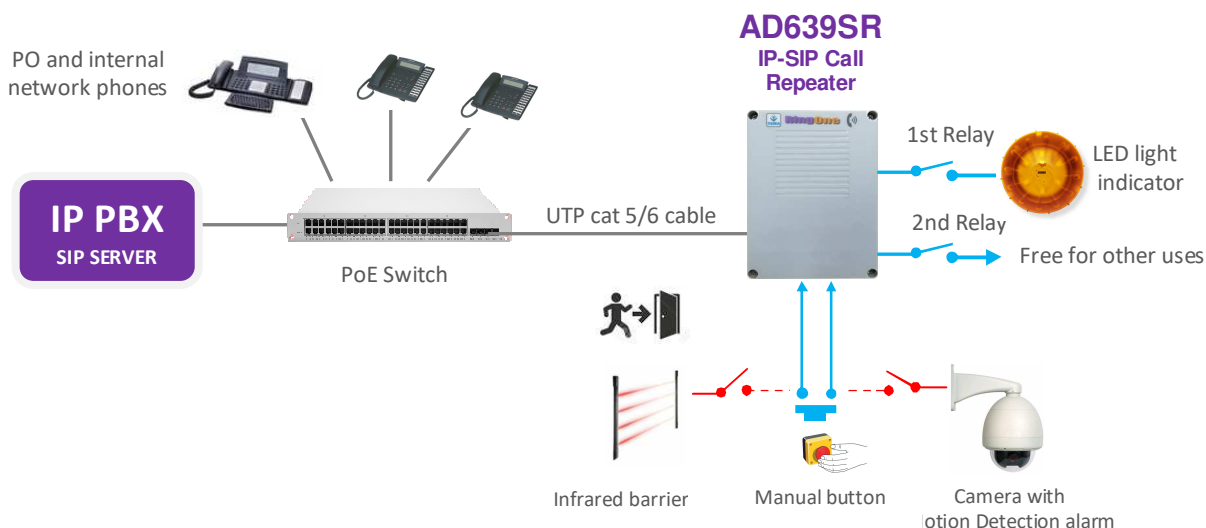 AD639SR
IP-SIP Call
Repeater
PO and internal
network phones
RingOne
1st Relay
LED light
indicator
IP PBX
SIP SERVER
UTP cat 5/6 cable
PoE Switch
2nd Relay
Free for other uses
Infrared barrier
Manual button
Camera with
otion Detection alarm